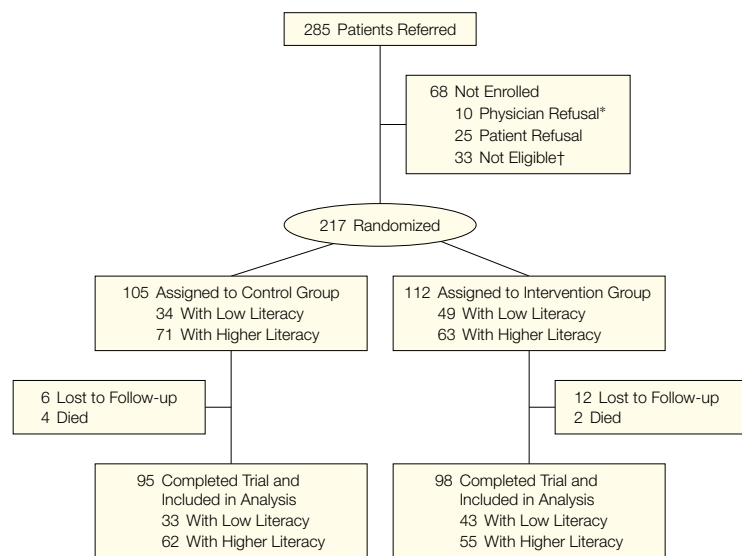 285 Patients Referred
68 Not Enrolled
10 Physician Refusal*
25 Patient Refusal
33 Not Eligible†
217 Randomized
105 Assigned to Control Group
34 With Low Literacy
71 With Higher Literacy
112 Assigned to Intervention Group
49 With Low Literacy
63 With Higher Literacy
6 Lost to Follow-up
4 Died
12 Lost to Follow-up
2 Died
95 Completed Trial and
Included in Analysis
33 With Low Literacy
62 With Higher Literacy
98 Completed Trial and
Included in Analysis
43 With Low Literacy
55 With Higher Literacy